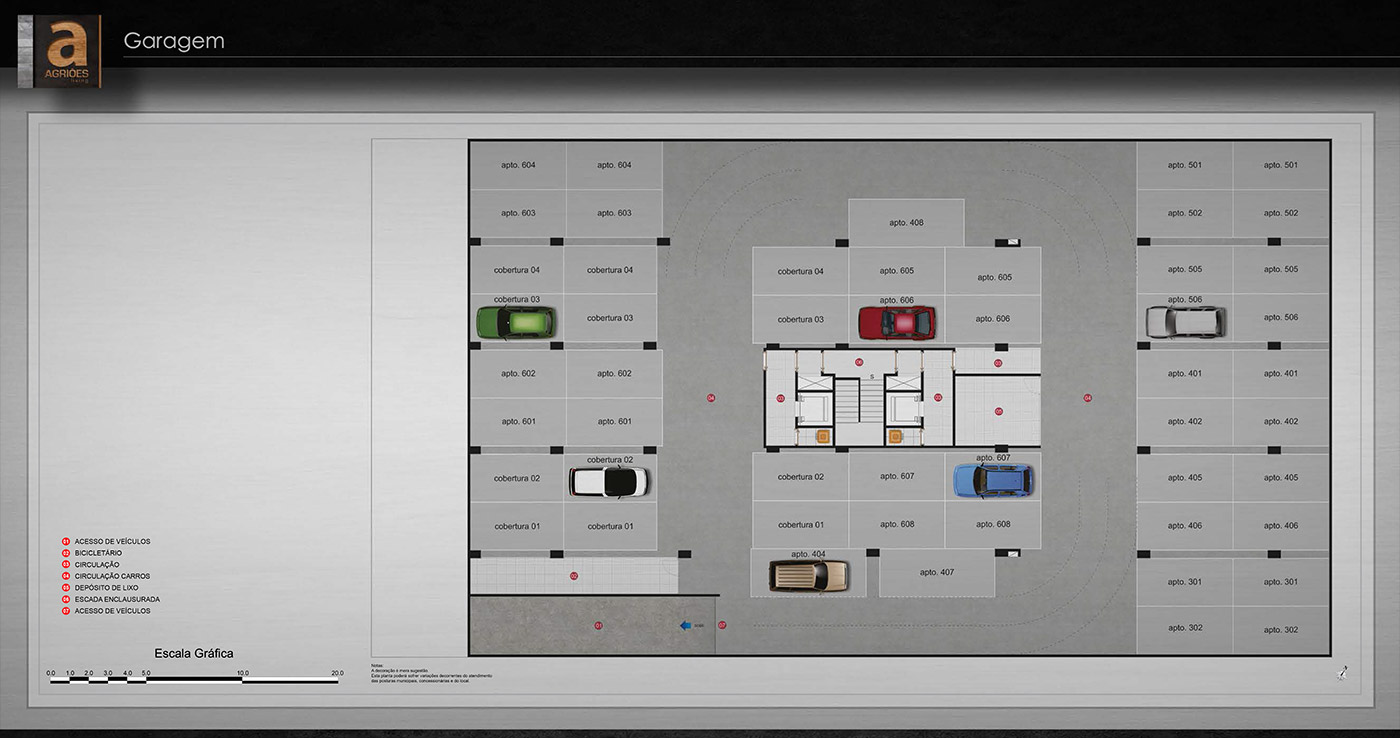 a
AGRIÕES
living
Garagem
apto. 604
apto. 604
apto. 501
apto. 501
apto. 603
apto. 603
apto. 502
apto. 502
apto. 408
cobertura 04
cobertura 04
cobertura 04
apto. 605
apto. 605
apto. 505
apto. 505
cobertura 03
cobertura 03
cobertura 03
apto. 606
apto. 606
apto. 506
apto. 506
apto. 602
apto. 602
06
S
03
apto. 401
apto. 401
04
03
03
05
04
apto. 601
apto. 601
apto. 402
apto. 402
cobertura 02
cobertura 02
cobertura 02
apto. 607
apto. 607
apto. 405
apto. 405
cobertura 01
cobertura 01
cobertura 01
apto. 608
apto. 608
apto. 406
apto. 406
apto. 404
apto. 407
02
apto. 301
apto. 301
01
07
apto. 302
apto. 302
01 ACESSO DE VEÍCULOS
02 BICICLETÁRIO
03 CIRCULAÇÃO
04 CIRCULAÇÃO CARROS
05 DEPÓSITO DE LIXO
06 ESCADA ENCLAUSURADA
07 ACESSO DE VEÍCULOS
Escala Gráfica
0.0 1.0 2.0 3.0 4.0 5.0 10.0 20.0
Notas:
A decoração é mera sugestão.
Esta planta poderá sofrer variações decorrentes do atendimento
das posturas municipais, concessionárias e do local.